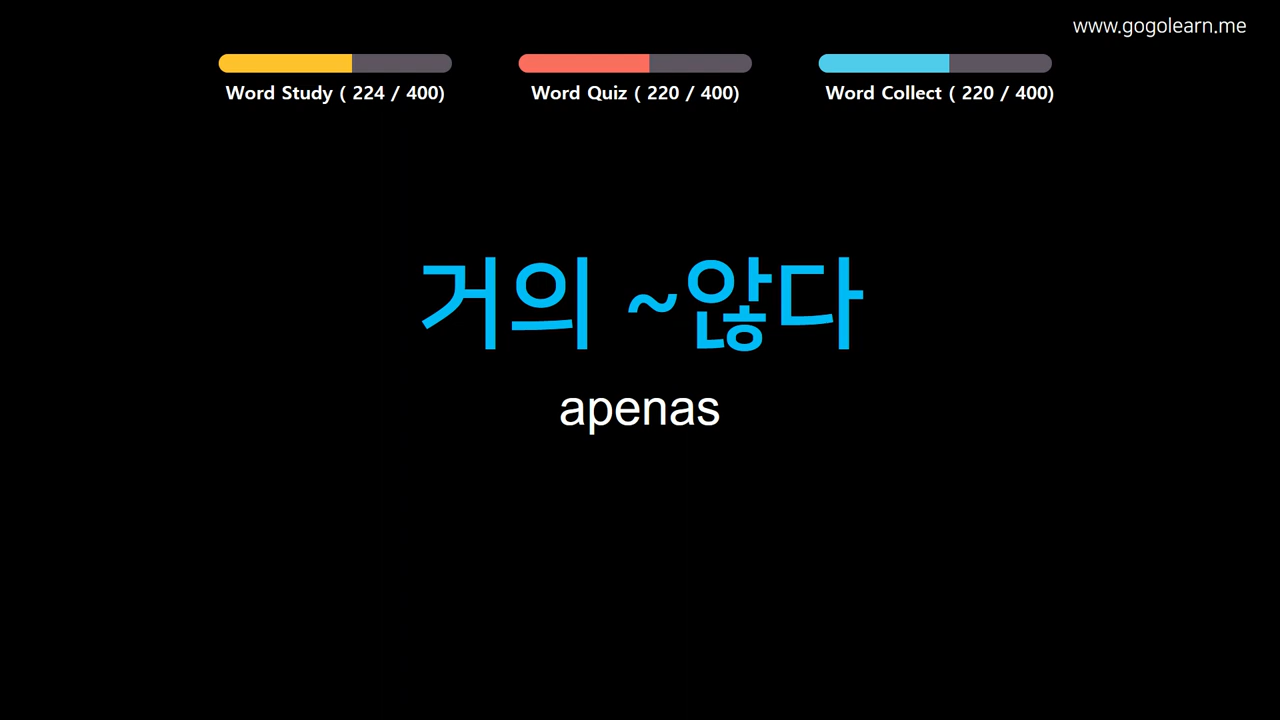 www.gogolearn.me
Word Study ( 224 / 400)
Word Quiz ( 220 / 400)
Word Collect ( 220 / 400)
거의 ~않다
apenas